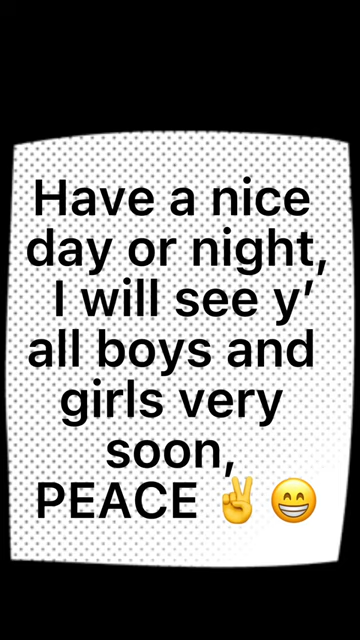 Have a nice
day or night,
I will see y’
all boys and
girls very
soon,
PEACE ✌️😁